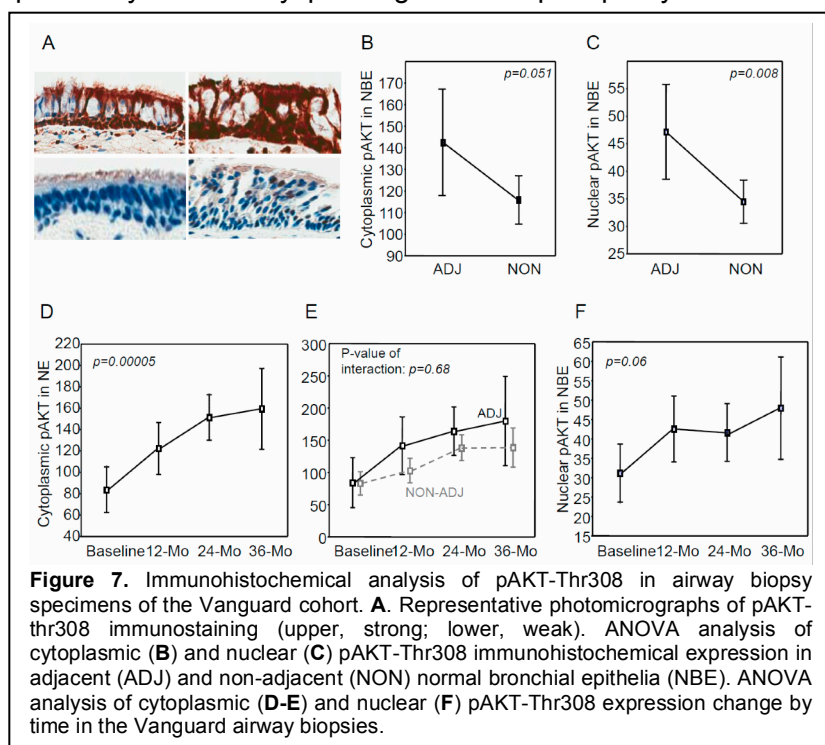 A
B
C
p=0.051
p=0.008
Cytoplasmic pAKT in NBE
170
160
150
140
130
120
110
100
90
ADJ
NON
Nuclear pAKT in NBE
55
50
45
40
35
30
25
ADJ
NON
D
E
F
Cytoplasmic pAKT in NE
220
200
180
160
140
120
100
80
60
40
p=0.00005
Baseline 12-Mo 24-Mo 36-Mo
300
250
200
150
100
50
0
P-value of
interaction: p=0.68
ADJ
NON-ADJ
Baseline 12-Mo 24-Mo 36-Mo
Nuclear pAKT in NBE
65
60
55
50
45
40
35
30
25
20
15
p=0.06
Baseline 12-Mo 24-Mo 36-Mo
Figure 7. Immunohistochemical analysis of pAKT-Thr308 in airway biopsy
specimens of the Vanguard cohort. A. Representative photomicrographs of pAKT-
thr308 immunostaining (upper, strong; lower, weak). ANOVA analysis of
cytoplasmic (B) and nuclear (C) pAKT-Thr308 immunohistochemical expression in
adjacent (ADJ) and non-adjacent (NON) normal bronchial epithelia (NBE). ANOVA
analysis of cytoplasmic (D-E) and nuclear (F) pAKT-Thr308 expression change by
time in the Vanguard airway biopsies.